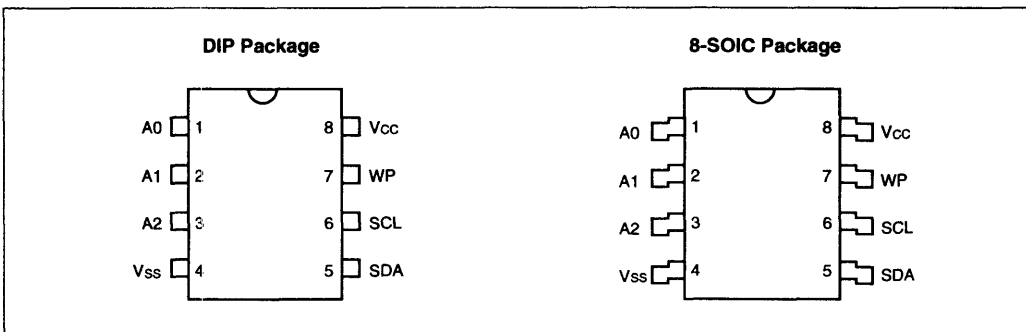 DIP Package
A0 1 8 Vcc
A1 2 7 WP
A2 3 6 SCL
Vss 4 5 SDA
8-SOIC Package
A0 1 8 Vcc
A1 2 7 WP
A2 3 6 SCL
Vss 4 5 SDA